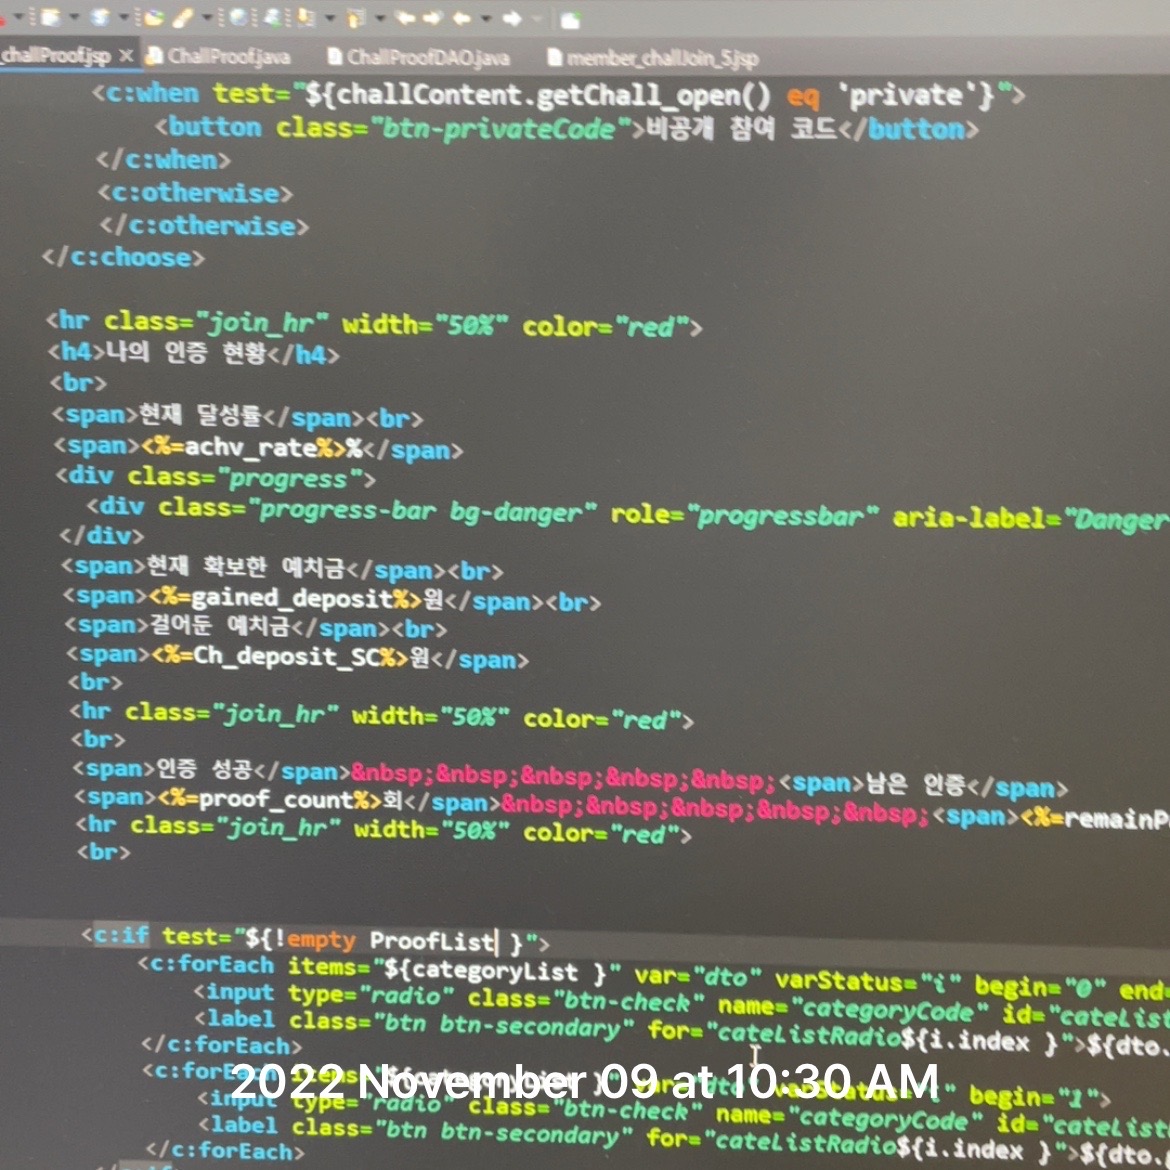 challProof.jsp ChallProof.java ChallProofDAO.java member_challJoin_5.jsp
<c:when test="${challContent.getChall_open() eq 'private'}">
<button class="btn-privateCode">비공개 참여 코드</button>
</c:when>
<c:otherwise>
</c:otherwise>
</c:choose>
<hr class="join_hr" width="50%" color="red">
<h4>나의 인증 현황</h4>
<br>
<span>현재 달성률</span><br>
<span><%=achv_rate%>%</span>
<div class="progress">
<div class="progress-bar bg-danger" role="progressbar" aria-label="Danger
</div>
<span>현재 확보한 예치금</span><br>
<span><%=gained_deposit%>원</span><br>
<span>걸어둔 예치금</span><br>
<span><%=Ch_deposit_SC%>원</span>
<br>
<hr class="join_hr" width="50%" color="red">
<br>
<span>인증 성공</span>&nbsp;&nbsp;&nbsp;&nbsp;&nbsp;<span>남은 인증</span>
<span><%=proof_count%>회</span>&nbsp;&nbsp;&nbsp;&nbsp;&nbsp;<span><%=remainP
<hr class="join_hr" width="50%" color="red">
<br>
<c:if test="${!empty ProofList }">
<c:forEach items="${categoryList }" var="dto" varStatus="i" begin="0" end=
<input type="radio" class="btn-check" name="categoryCode" id="cateList
<label class="btn btn-secondary" for="cateListRadio${i.index }">${dto.
</c:forEach>
<c:forEach items="${categoryList }" var="dto" varStatus="i" begin="1">
2022 November 09 at 10:30 AM
<input type="radio" class="btn-check" name="categoryCode" id="cateList
<label class="btn btn-secondary" for="cateListRadio${i.index }">${dto.
</c:forEach>